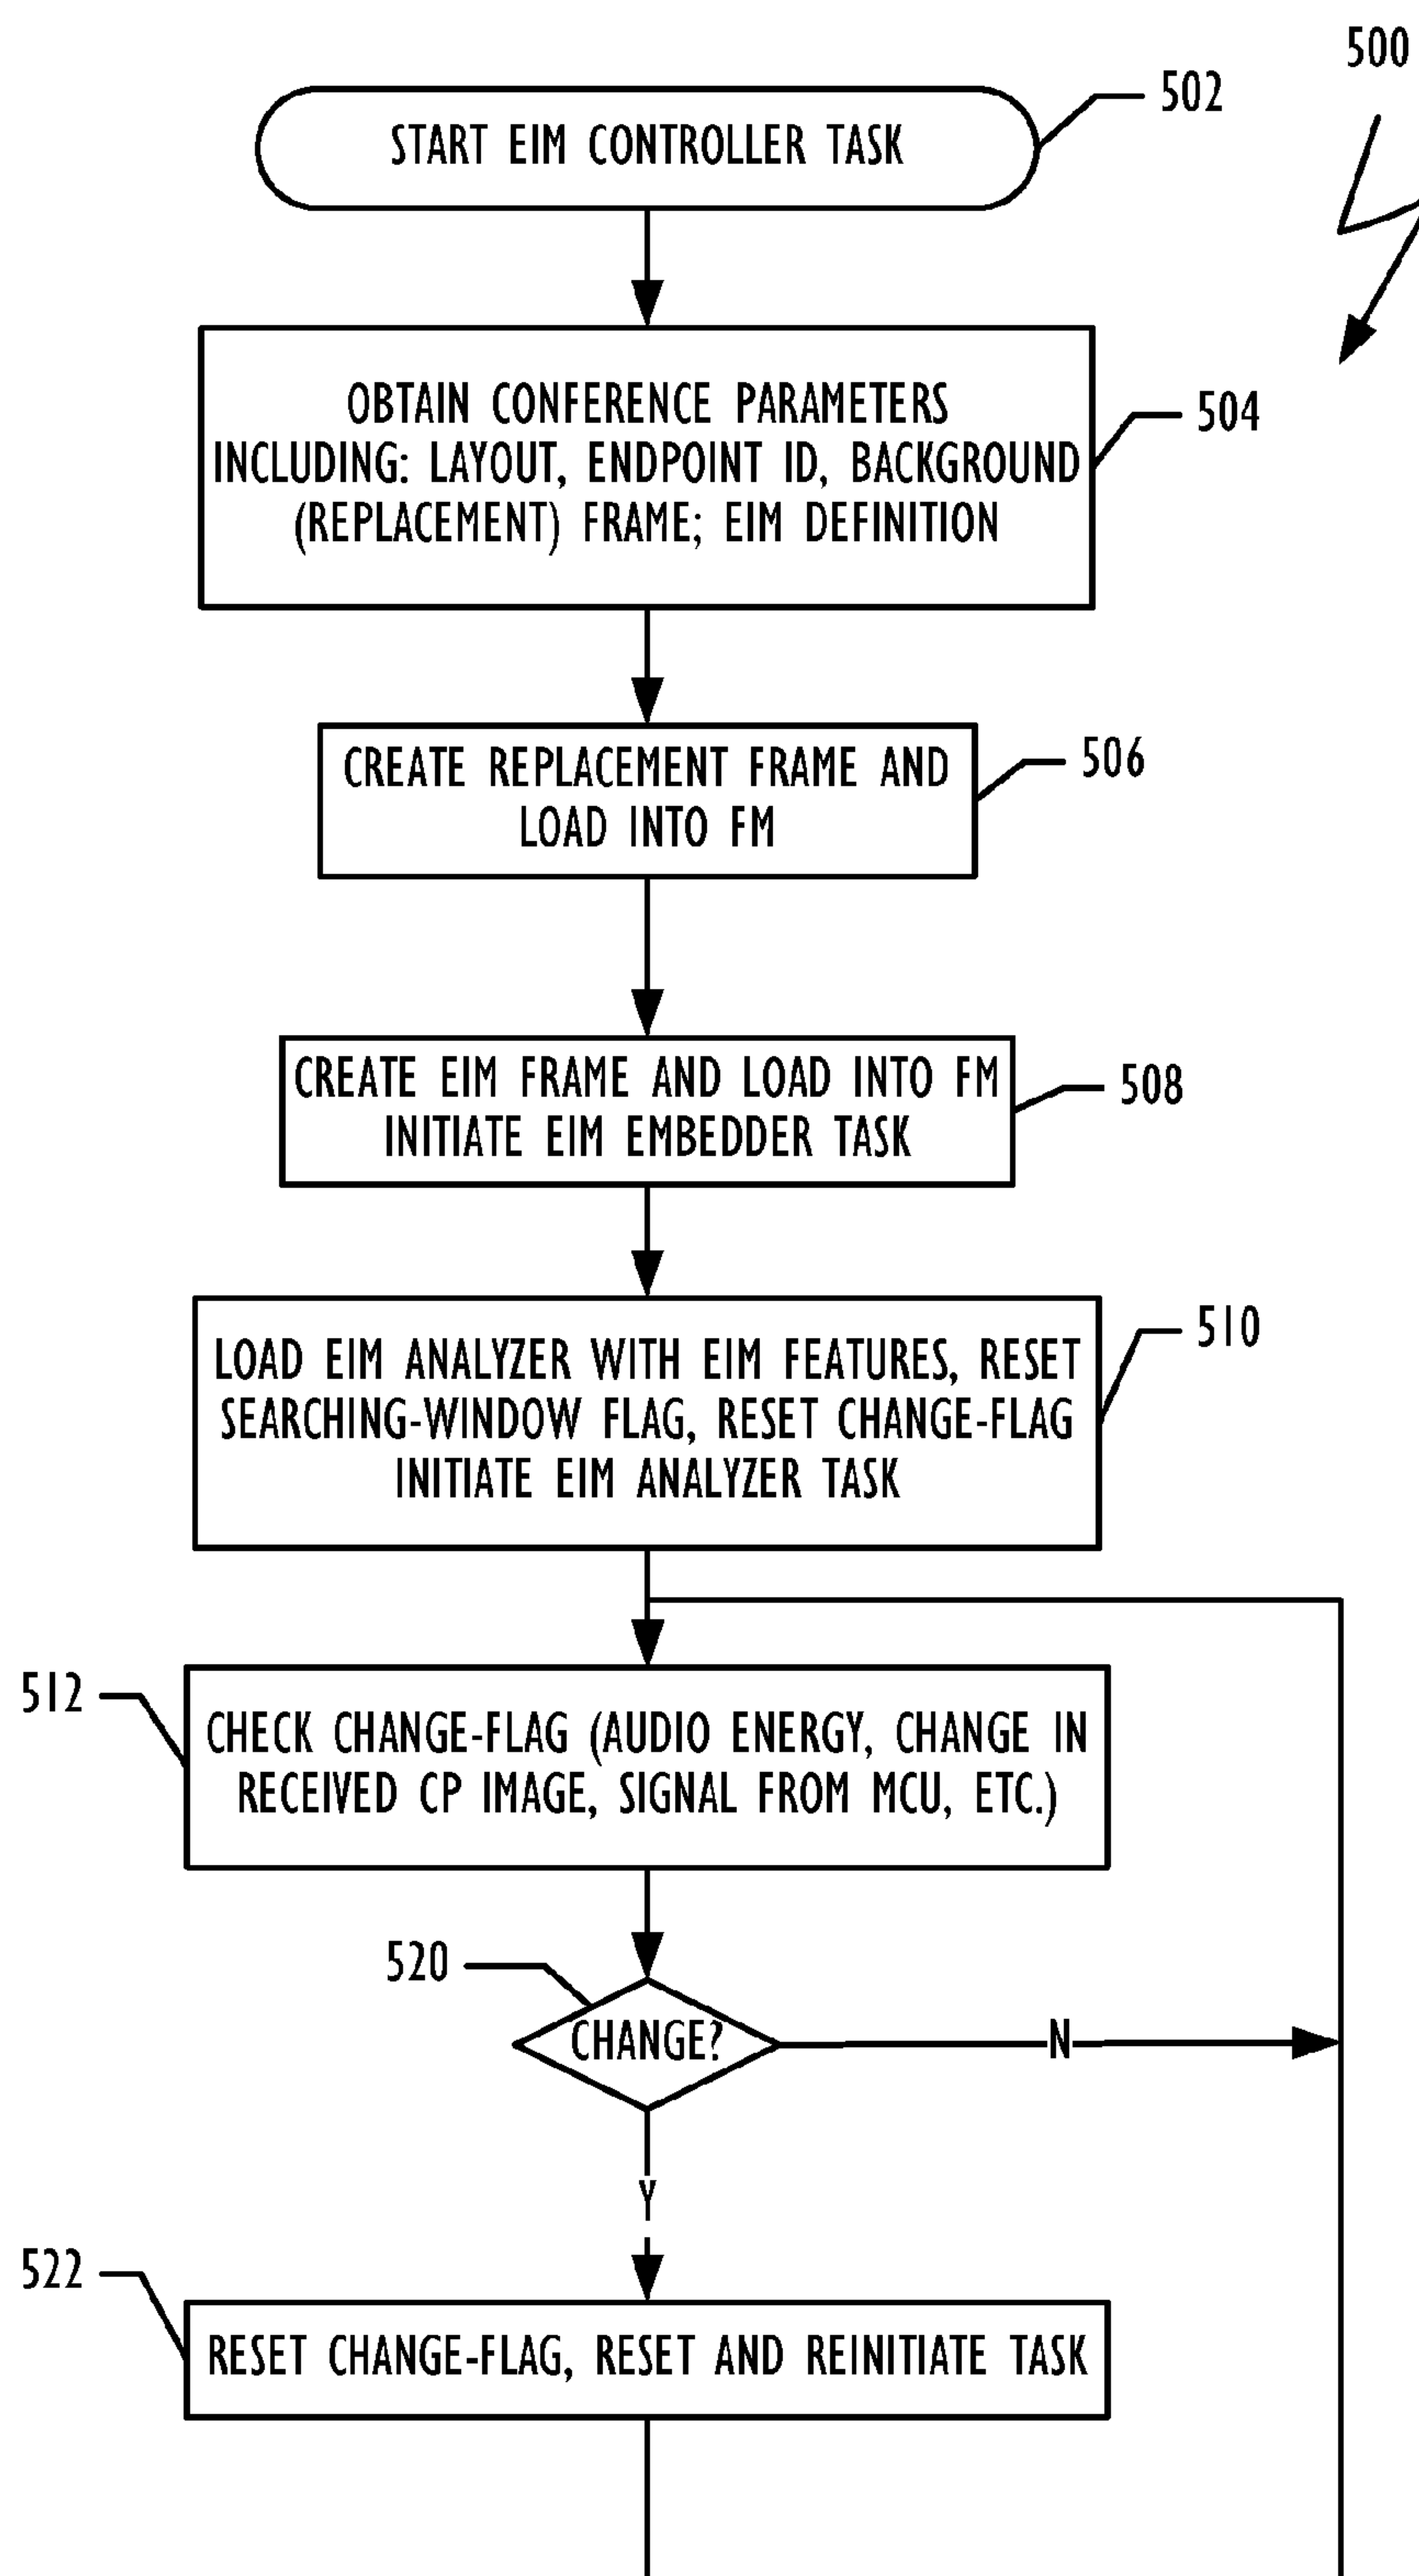 500
502
START EIM CONTROLLER TASK
504
OBTAIN CONFERENCE PARAMETERS
INCLUDING: LAYOUT, ENDPOINT ID, BACKGROUND
(REPLACEMENT) FRAME; EIM DEFINITION
506
CREATE REPLACEMENT FRAME AND
LOAD INTO FM
508
CREATE EIM FRAME AND LOAD INTO FM
INITIATE EIM EMBEDDER TASK
510
LOAD EIM ANALYZER WITH EIM FEATURES, RESET
SEARCHING-WINDOW FLAG, RESET CHANGE-FLAG
INITIATE EIM ANALYZER TASK
512
CHECK CHANGE-FLAG (AUDIO ENERGY, CHANGE IN
RECEIVED CP IMAGE, SIGNAL FROM MCU, ETC.)
520
CHANGE?
N
Y
522
RESET CHANGE-FLAG, RESET AND REINITIATE TASK